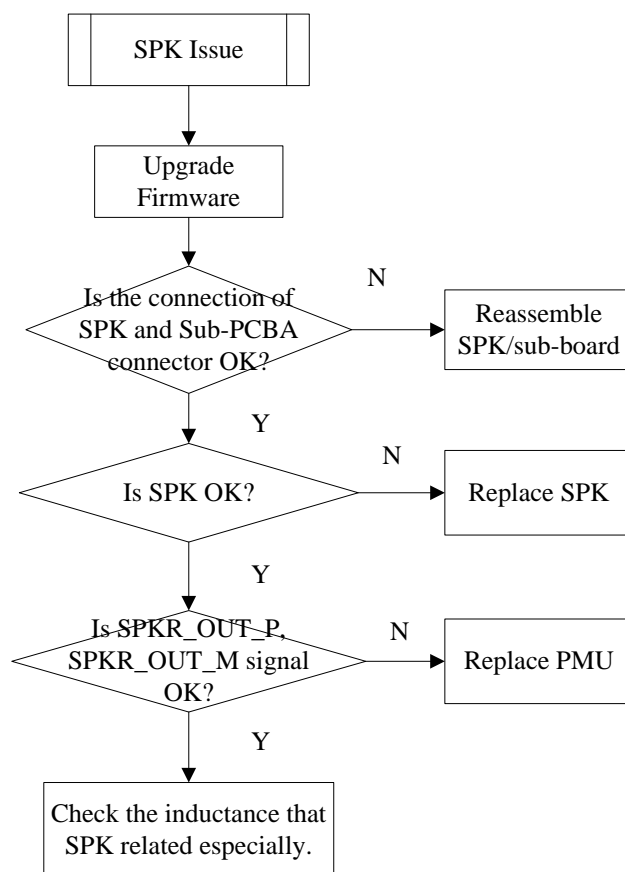 SPK Issue
Upgrade
Firmware
Is the connection of
SPK and Sub-PCBA
connector OK?
N
Reassemble
SPK/sub-board
Y
Is SPK OK?
N
Replace SPK
Y
Is SPKR_OUT_P,
SPKR_OUT_M signal
OK?
N
Replace PMU
Y
Check the inductance that
SPK related especially.